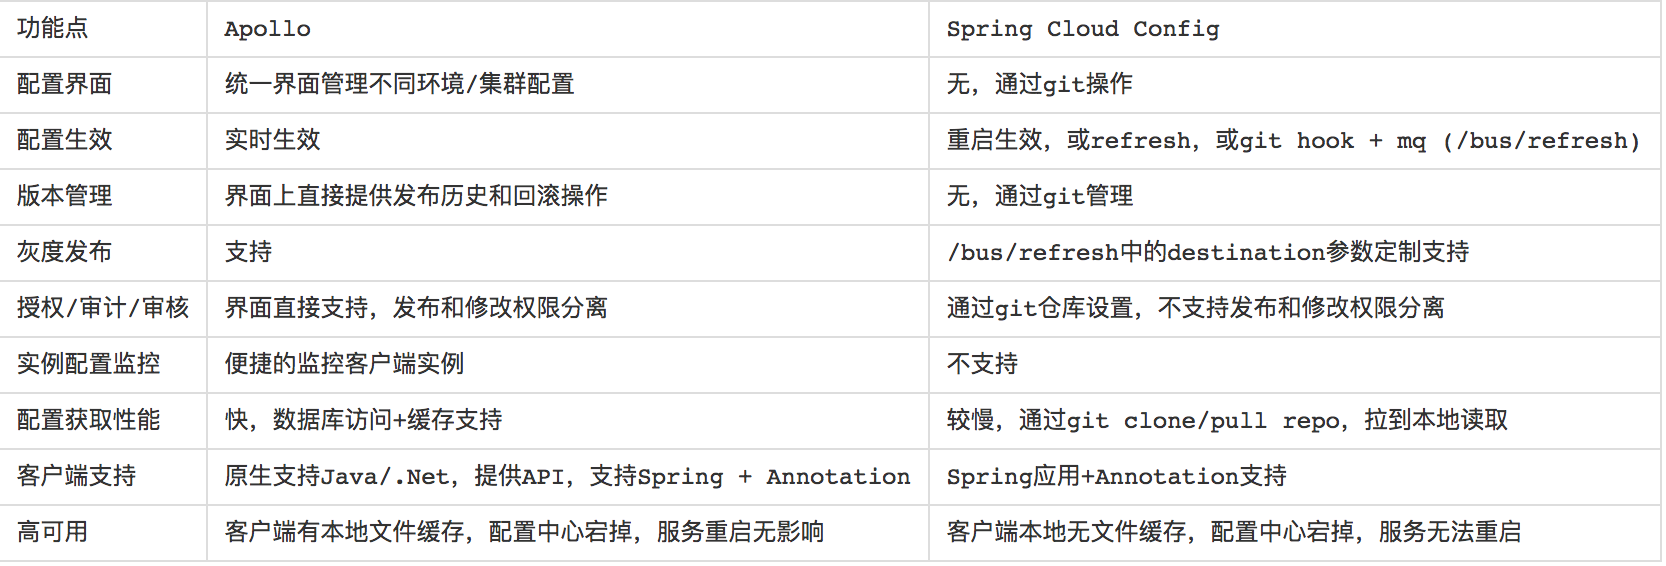 功能点 Apollo Spring Cloud Config
配置界面 统一界面管理不同环境/集群配置 无，通过git操作
配置生效 实时生效 重启生效，或refresh，或git hook + mq (/bus/refresh)
版本管理 界面上直接提供发布历史和回滚操作 无，通过git管理
灰度发布 支持 /bus/refresh中的destination参数定制支持
授权/审计/审核 界面直接支持，发布和修改权限分离 通过git仓库设置，不支持发布和修改权限分离
实例配置监控 便捷的监控客户端实例 不支持
配置获取性能 快，数据库访问+缓存支持 较慢，通过git clone/pull repo，拉到本地读取
客户端支持 原生支持Java/.Net，提供API，支持Spring + Annotation Spring应用+Annotation支持
高可用 客户端有本地文件缓存，配置中心宕掉，服务重启无影响 客户端本地无文件缓存，配置中心宕掉，服务无法重启